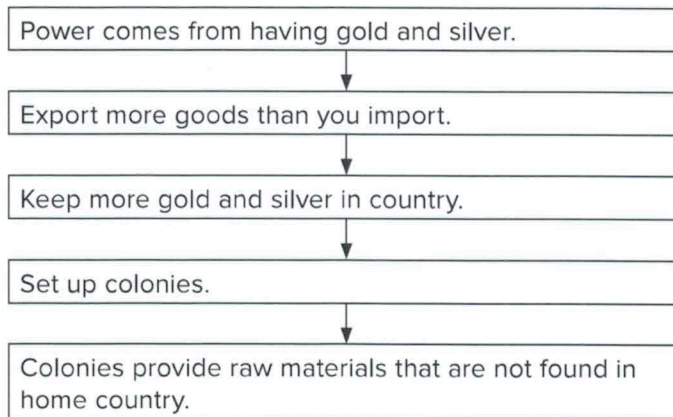 Power comes from having gold and silver.
Export more goods than you import.
Keep more gold and silver in country.
Set up colonies.
Colonies provide raw materials that are not found in
home country.